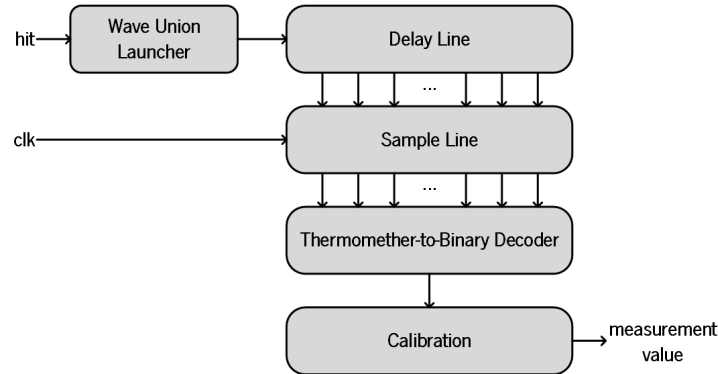 hit
Wave Union
Launcher
Delay Line
...
clk
Sample Line
...
Thermomether-to-Binary Decoder
Calibration
measurement
value